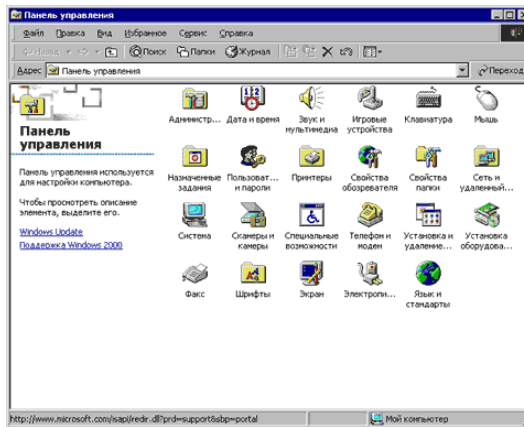 Панель управления
Файл Правка Вид Избранное Сервис Справка
Назад Поиск Папки Журнал
Адрес Панель управления Переход
Панель
управления
Панель управления используется
для настройки компьютера.
Чтобы просмотреть описание
элемента, выделите его.
Windows Update
Поддержка Windows 2000
Администр... Дата и время Звук и Игровые Клавиатура Мышь
мультимедиа устройства
Назначенные Пользоват... Принтеры Свойства Свойства Сеть и
задания и пароли обозревателя папки удаленный...
Система Сканеры и Специальные Телефон и Установка и Установка
камеры возможности модем удаление... оборудова...
Факс Шрифты Экран Электропи... Язык и
стандарты
http://www.microsoft.com/isapi/redir.dll?prd=support&sbp=portal Мой компьютер